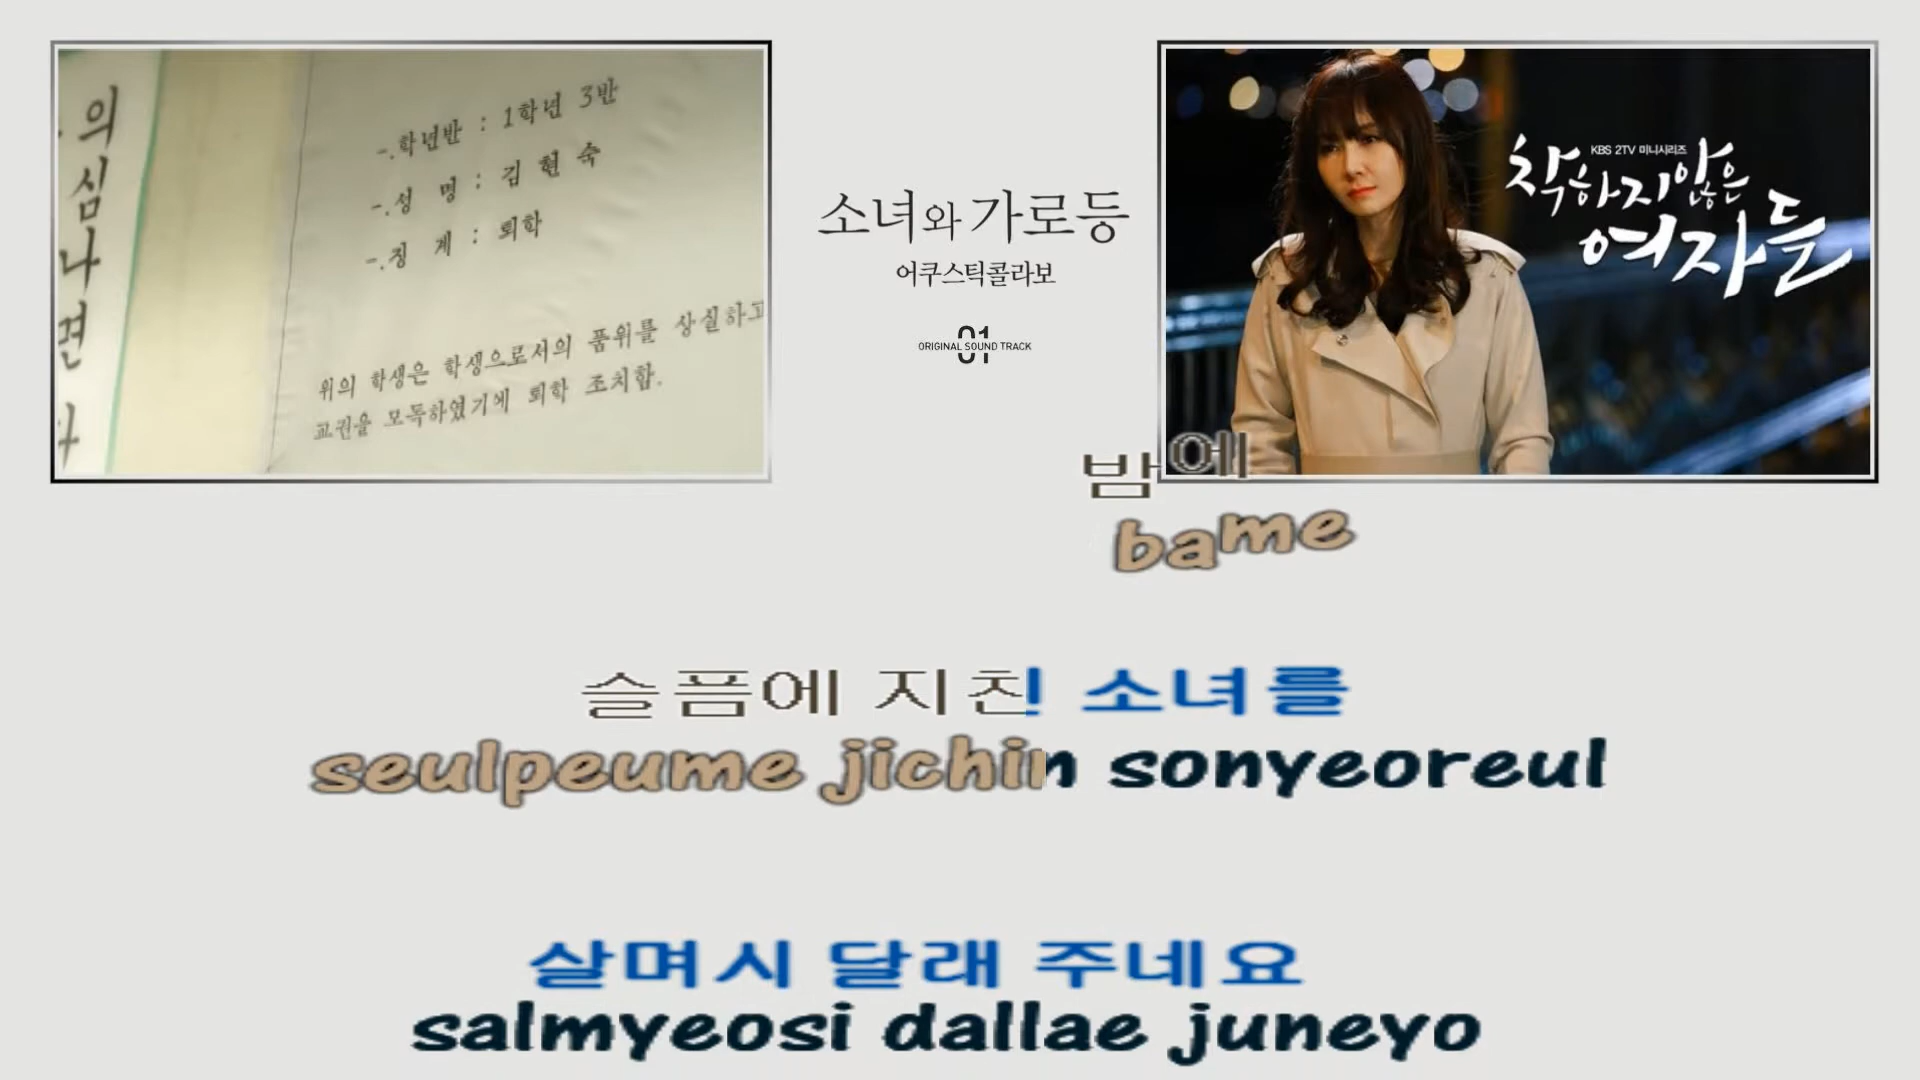 의심나면
-.학년반 : 1학년 3반
-.성 명 : 김현숙
-.징 계 : 퇴학
위의 학생은 학생으로서의 품위를 상실하고
교권을 모독하였기에 퇴학 조치함.
소녀와 가로등
어쿠스틱콜라보
01
ORIGINAL SOUND TRACK
KBS 2TV 미니시리즈
착하지 않은
여자들
밤에
bame
슬픔에 지친 소녀를
seulpeume jichin sonyeoreul
살며시 달래 주네요
salmyeosi dallae juneyo